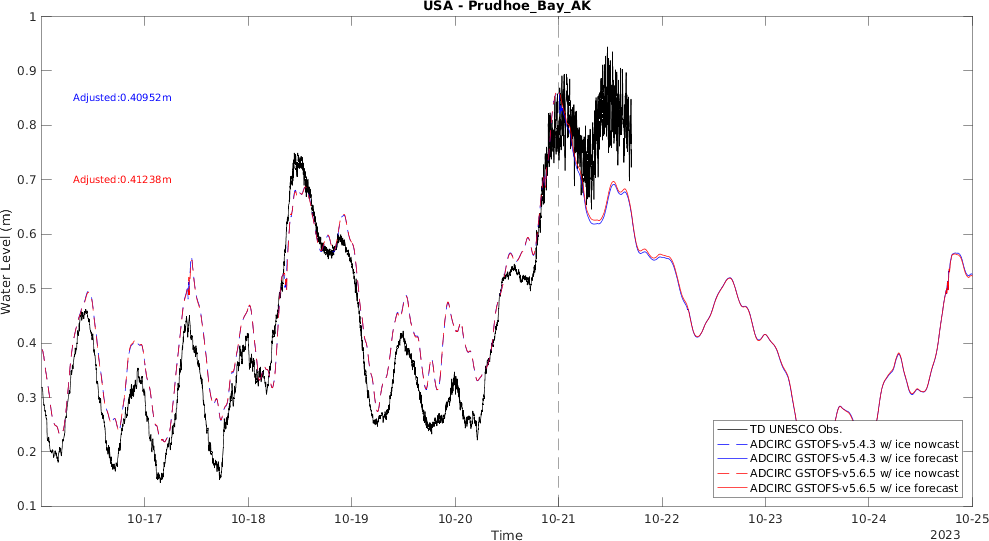 USA - Prudhoe_Bay_AK
1
0.9
0.8
0.7
0.6
0.5
0.4
0.3
0.2
0.1
Water Level (m)
Adjusted:0.40952m
Adjusted:0.41238m
TD UNESCO Obs.
ADCIRC GSTOFS-v5.4.3 w/ ice nowcast
ADCIRC GSTOFS-v5.4.3 w/ ice forecast
ADCIRC GSTOFS-v5.6.5 w/ ice nowcast
ADCIRC GSTOFS-v5.6.5 w/ ice forecast
10-17 10-18 10-19 10-20 10-21 10-22 10-23 10-24 10-25
Time
2023